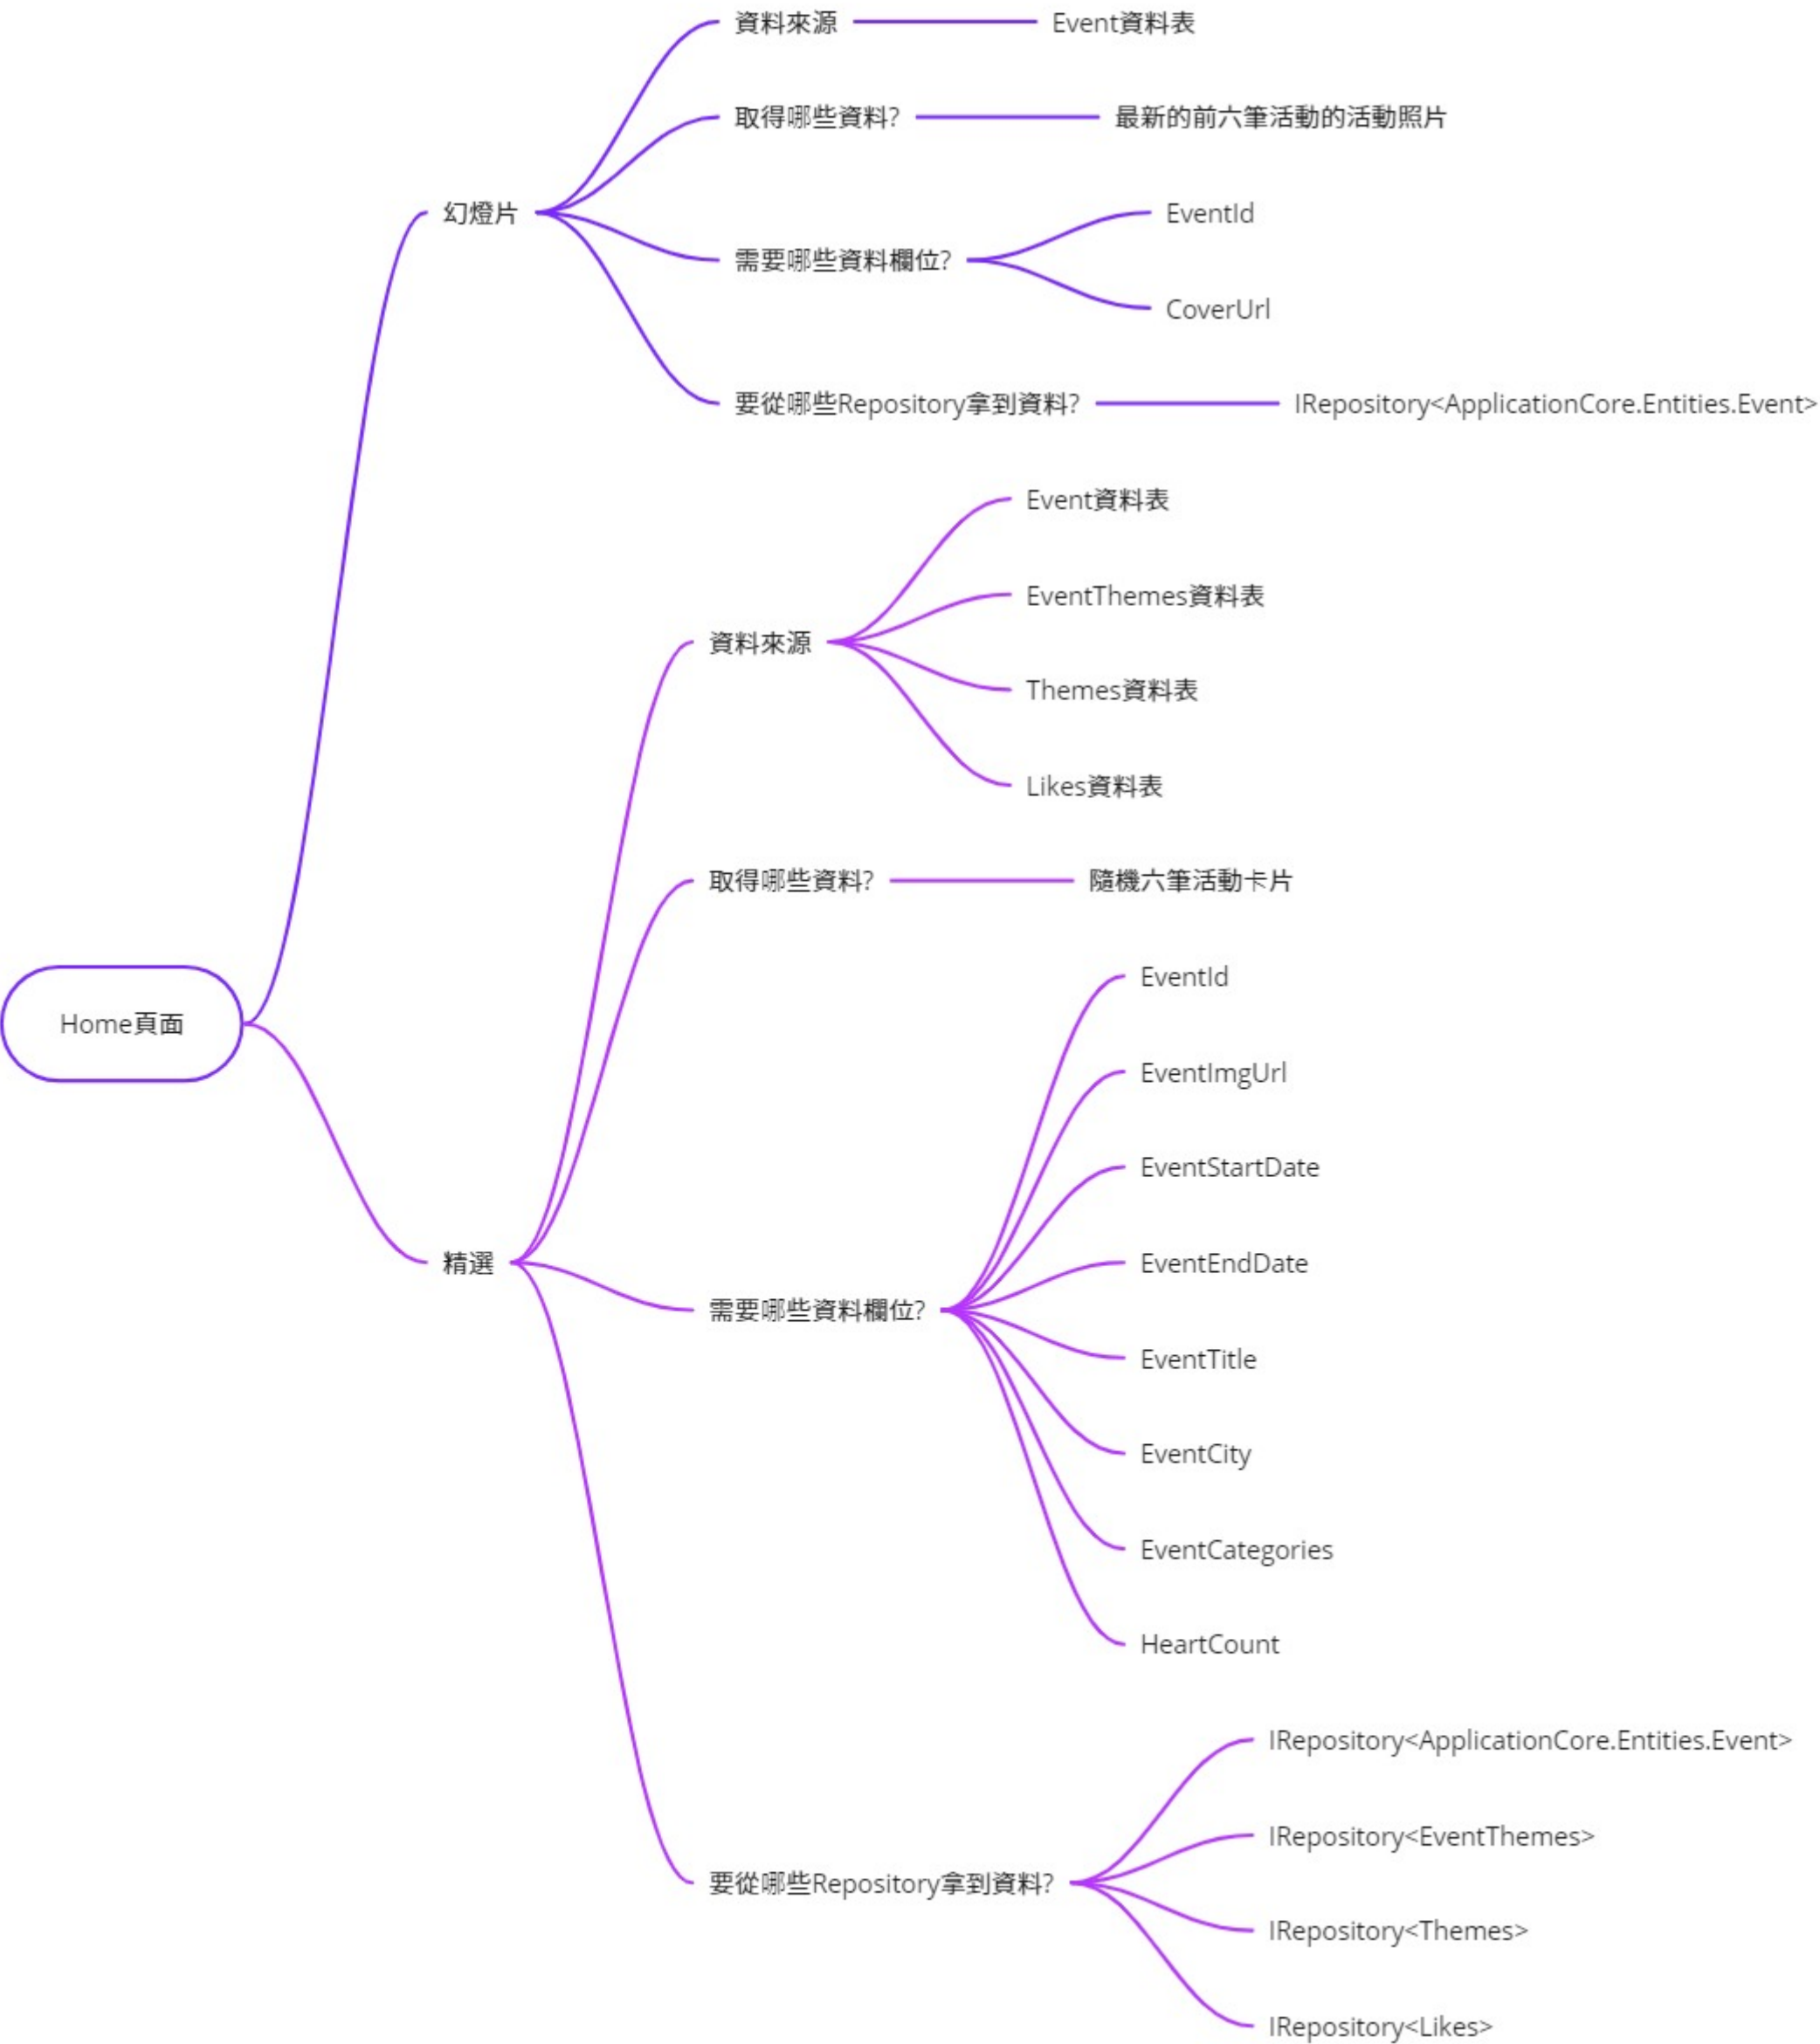 Home頁面
幻燈片
資料來源
Event資料表
取得哪些資料?
最新的前六筆活動的活動照片
需要哪些資料欄位?
EventId
CoverUrl
要從哪些Repository拿到資料?
IRepository<ApplicationCore.Entities.Event>
精選
資料來源
Event資料表
EventThemes資料表
Themes資料表
Likes資料表
取得哪些資料?
隨機六筆活動卡片
需要哪些資料欄位?
EventId
EventImgUrl
EventStartDate
EventEndDate
EventTitle
EventCity
EventCategories
HeartCount
要從哪些Repository拿到資料?
IRepository<ApplicationCore.Entities.Event>
IRepository<EventThemes>
IRepository<Themes>
IRepository<Likes>